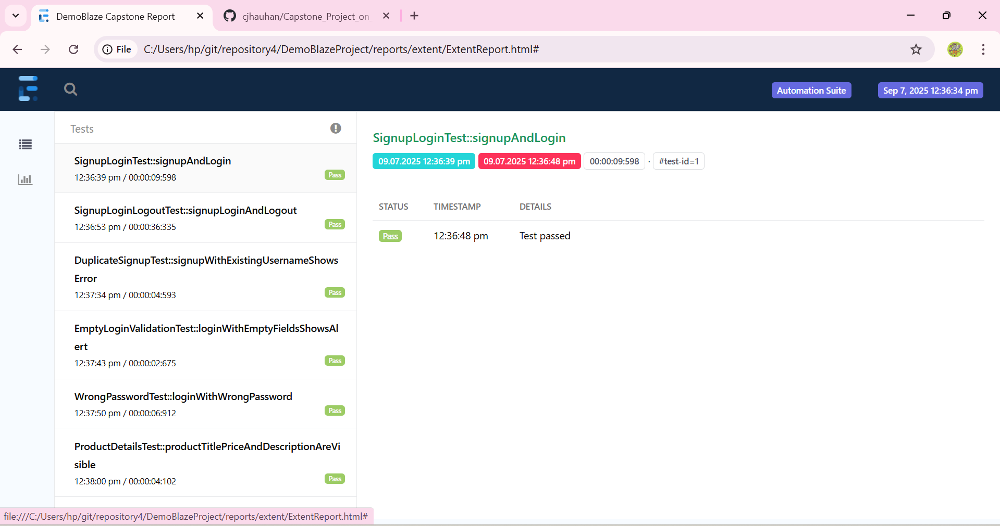 DemoBlaze Capstone Report
cjhauhan/Capstone_Project_on_
File
C:/Users/hp/git/repository4/DemoBlazeProject/reports/extent/ExtentReport.html#
Automation Suite
Sep 7, 2025 12:36:34 pm
Tests
SignupLoginTest::signupAndLogin
12:36:39 pm / 00:00:09:598
Pass
SignupLoginLogoutTest::signupLoginAndLogout
12:36:53 pm / 00:00:36:335
Pass
DuplicateSignupTest::signupWithExistingUsernameShows
Error
12:37:34 pm / 00:00:04:593
Pass
EmptyLoginValidationTest::loginWithEmptyFieldsShowsAl
ert
12:37:43 pm / 00:00:02:675
Pass
WrongPasswordTest::loginWithWrongPassword
12:37:50 pm / 00:00:06:912
Pass
ProductDetailsTest::productTitlePriceAndDescriptionAreVi
sible
12:38:00 pm / 00:00:04:102
Pass
SignupLoginTest::signupAndLogin
09.07.2025 12:36:39 pm 09.07.2025 12:36:48 pm 00:00:09:598 · #test-id=1
STATUS TIMESTAMP DETAILS
Pass 12:36:48 pm Test passed
file:///C:/Users/hp/git/repository4/DemoBlazeProject/reports/extent/ExtentReport.html#